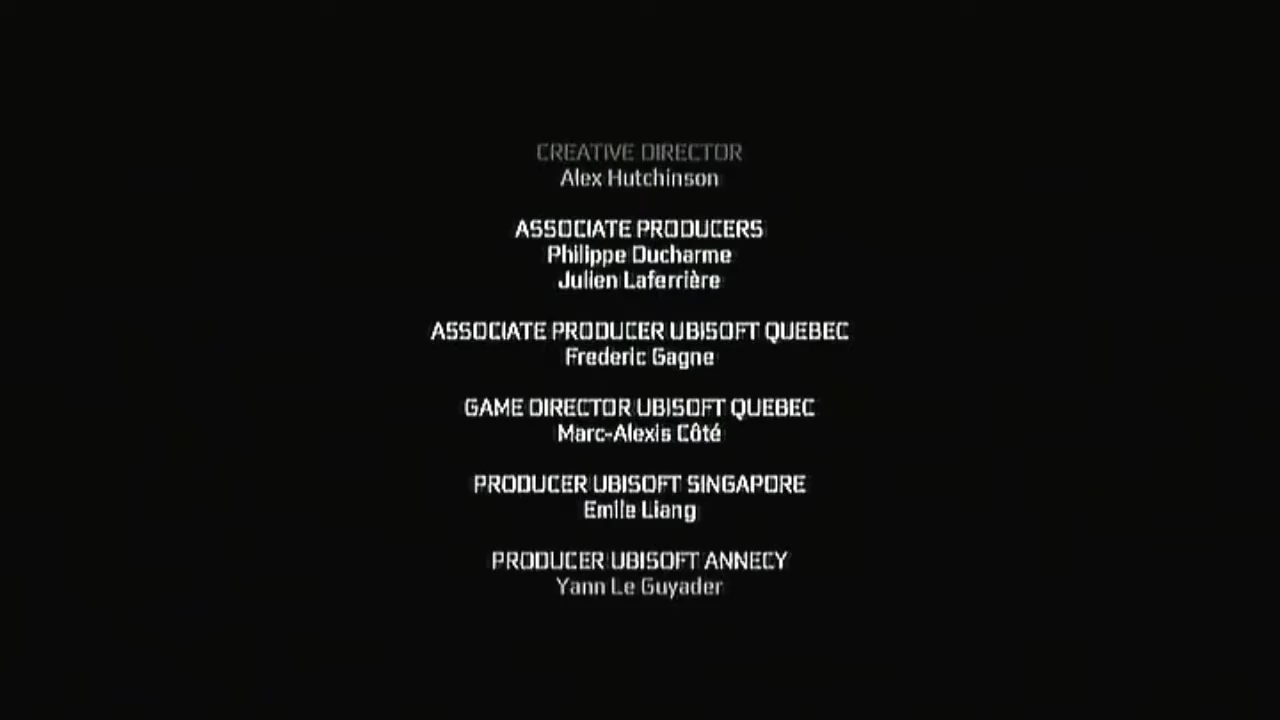 CREATIVE DIRECTOR
Alex Hutchinson
ASSOCIATE PRODUCERS
Philippe Ducharme
Julien Laferrière
ASSOCIATE PRODUCER UBISOFT QUEBEC
Frederic Gagne
GAME DIRECTOR UBISOFT QUEBEC
Marc-Alexis Côté
PRODUCER UBISOFT SINGAPORE
Emile Liang
PRODUCER UBISOFT ANNECY
Yann Le Guyader